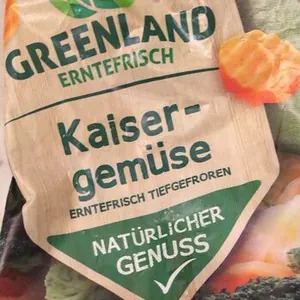 GREENLAND
ERNTEFRISCH
Kaiser-
gemüse
ERNTEFRISCH TIEFGEFROREN
NATÜRLICHER
GENUSS